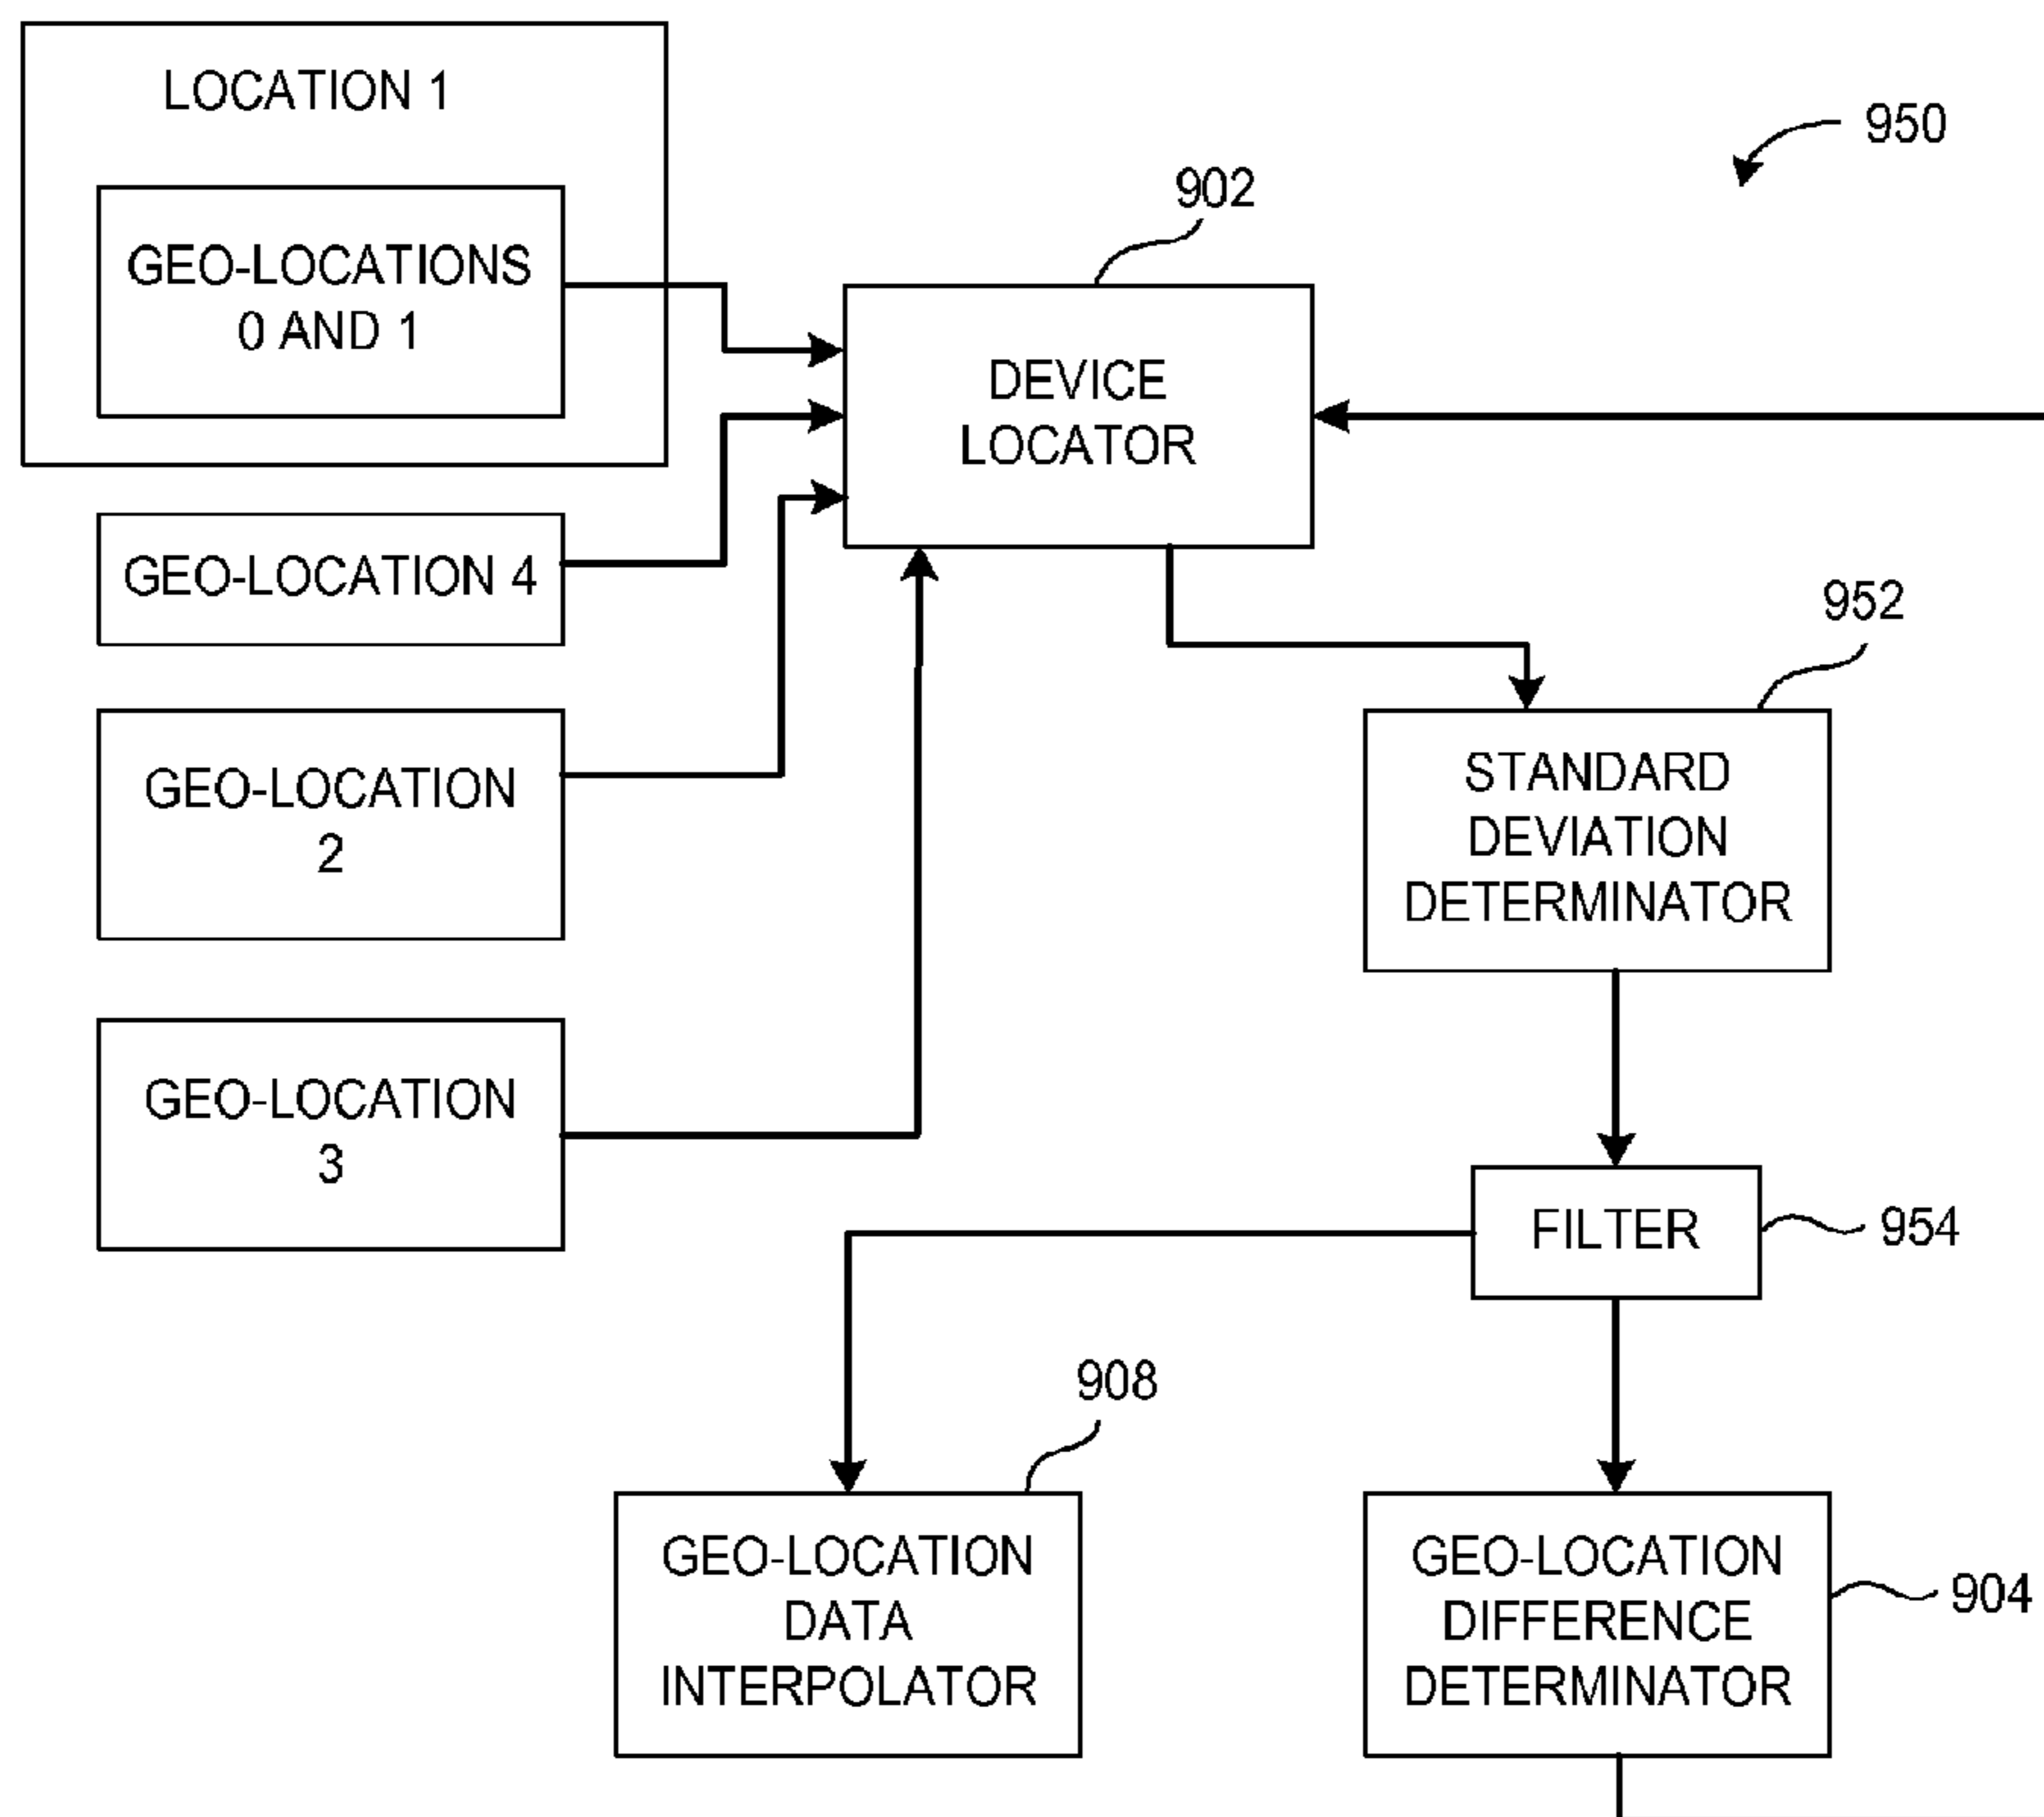 LOCATION 1
950
902
GEO-LOCATIONS
0 AND 1
DEVICE
LOCATOR
GEO-LOCATION 4
952
STANDARD
DEVIATION
DETERMINATOR
GEO-LOCATION
2
GEO-LOCATION
3
FILTER
954
908
GEO-LOCATION
DATA
INTERPOLATOR
GEO-LOCATION
DIFFERENCE
DETERMINATOR
904